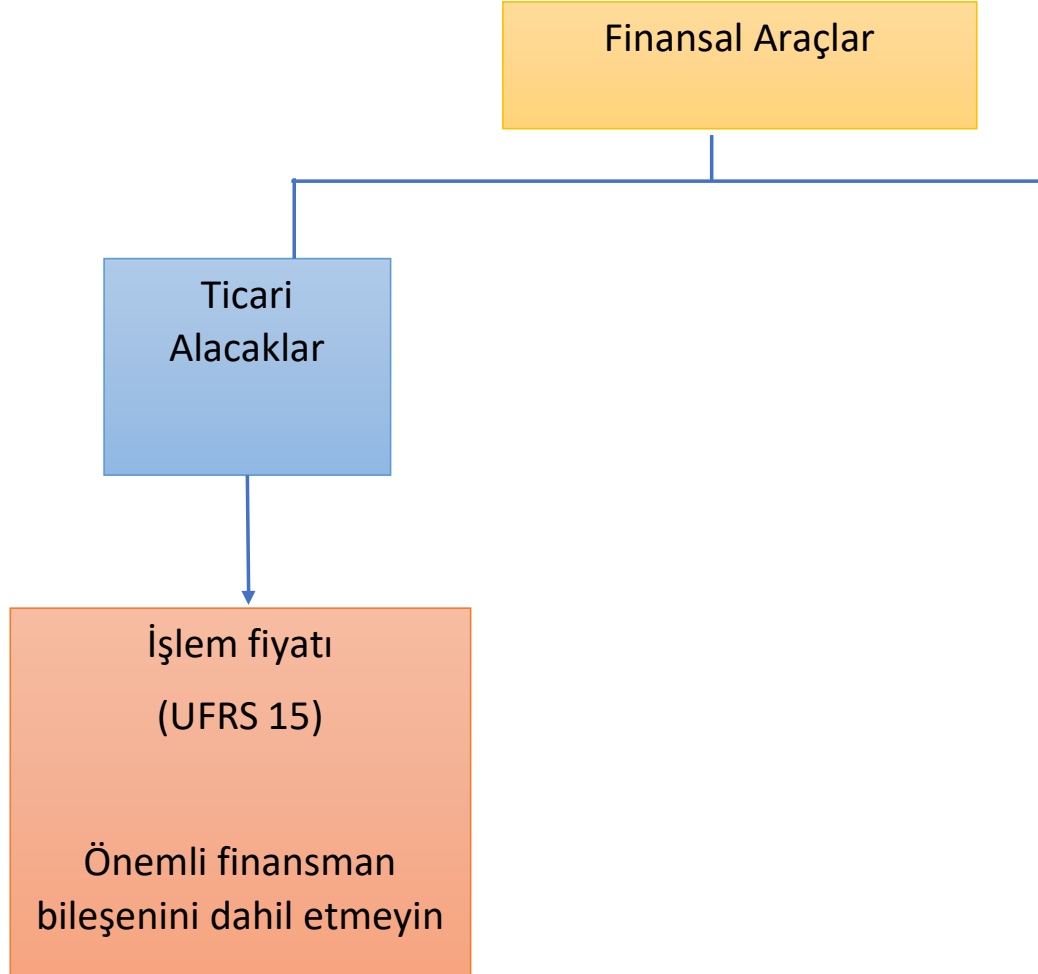 Finansal Araçlar
Ticari
Alacaklar
İşlem fiyatı
(UFRS 15)
Önemli finansman
bileşenini dahil etmeyin